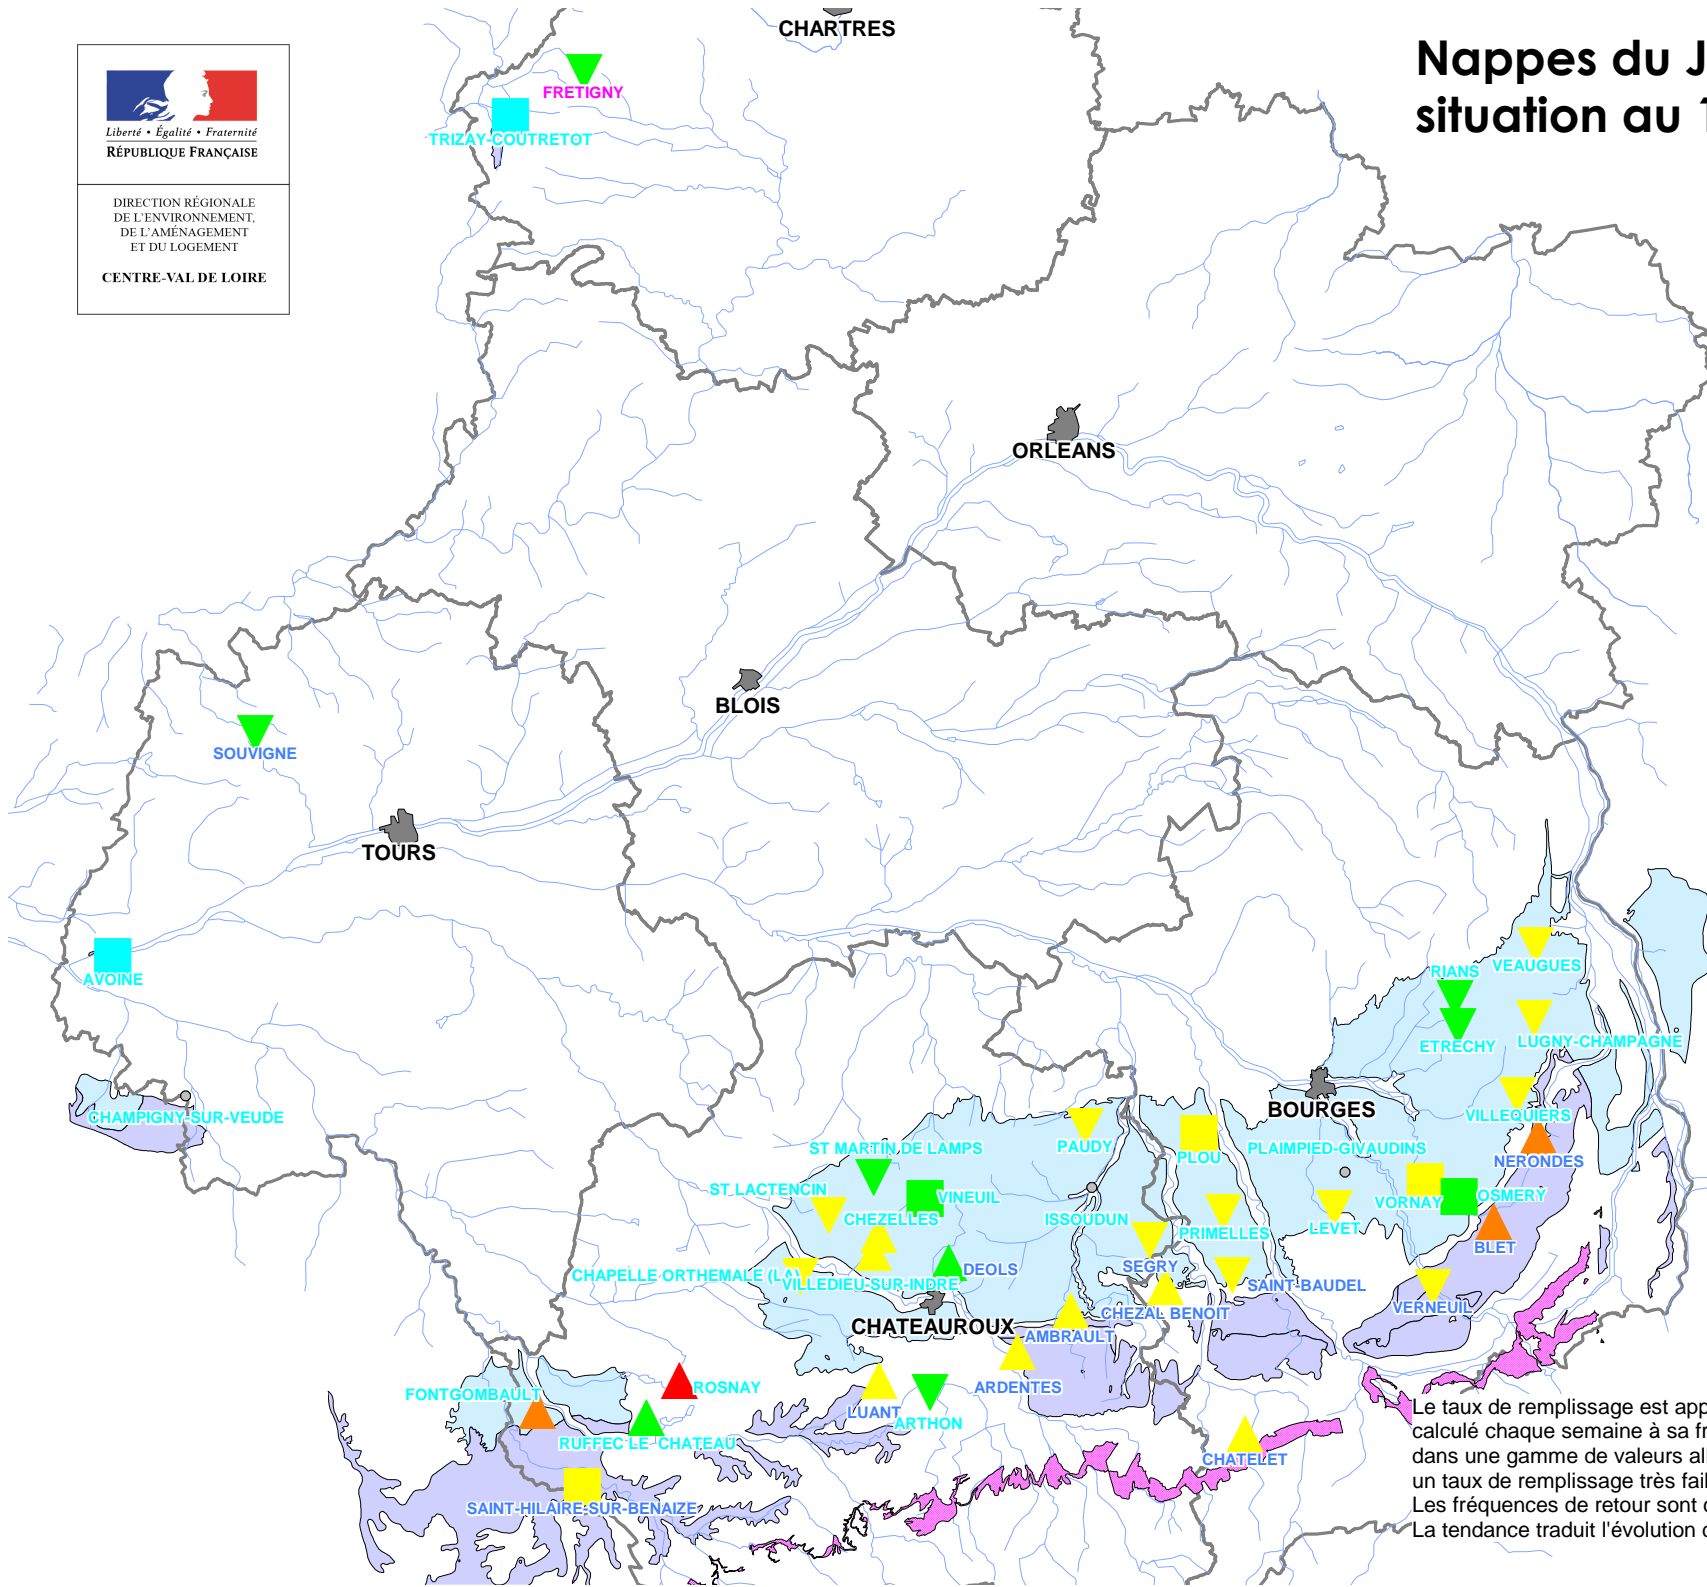 Liberté • Égalité • Fraternité
RÉPUBLIQUE FRANÇAISE
DIRECTION RÉGIONALE
DE L'ENVIRONNEMENT,
DE L'AMÉNAGEMENT
ET DU LOGEMENT
CENTRE-VAL DE LOIRE
Nappes du J
situation au 1
CHARTRES
FRETIGNY
TRIZAY-COUTRETOT
ORLEANS
BLOIS
SOUVIGNE
TOURS
AVOINE
RIANS
VEAUGUES
ETRECHY
LUGNY-CHAMPAGNE
CHAMPIGNY-SUR-VEUDE
BOURGES
VILLEQUIERS
ST MARTIN DE LAMPS
PAUDY
PLOU
PLAIMPIED-GIVAUDINS
NERONDES
ST LACTENCIN
VINEUIL
VORNAY
OSMERY
CHEZELLES
ISSOUDUN
PRIMELLES
LEVET
BLET
CHAPELLE ORTHEMALE (LA)
VILLEDIEU-SUR-INDRE
DEOLS
SEGRY
SAINT-BAUDEL
CHEZAL BENOIT
VERNEUIL
CHATEAUROUX
AMBRAULT
FONTGOMBAULT
ROSNAY
ARDENTES
LUANT
ARTHON
RUFFEC LE CHATEAU
CHATELET
SAINT-HILAIRE-SUR-BENAIZE
Le taux de remplissage est app
calculé chaque semaine à sa fr
dans une gamme de valeurs all
un taux de remplissage très fail
Les fréquences de retour sont
La tendance traduit l'évolution